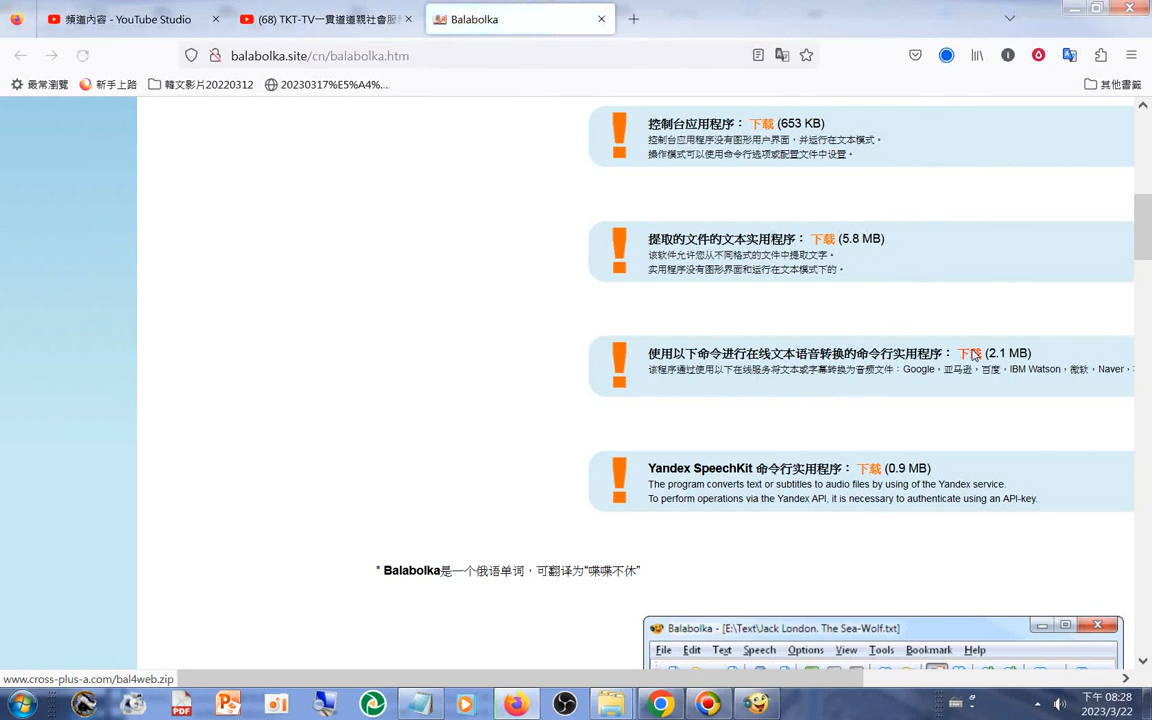 頻道內容 - YouTube Studio
(68) TKT-TV一貫道道親社會服
Balabolka
balabolka.site/cn/balabolka.htm
最常瀏覽
新手上路
韓文影片20220312
20230317%E5%A4%...
其他書籤
控制台应用程序： 下载 (653 KB)
控制台应用程序没有图形用户界面，并运行在文本模式。
操作模式可以使用命令行选项或配置文件中设置。
提取的文件的文本实用程序： 下载 (5.8 MB)
该软件允许您从不同格式的文件中提取文字。
实用程序没有图形界面和运行在文本模式下的。
使用以下命令进行在线文本语音转换的命令行实用程序： 下载 (2.1 MB)
该程序通过使用以下在线服务将文本或字幕转换为音频文件：Google，亚马逊，百度，IBM Watson，微软，Naver，
Yandex SpeechKit 命令行实用程序： 下载 (0.9 MB)
The program converts text or subtitles to audio files by using of the Yandex service.
To perform operations via the Yandex API, it is necessary to authenticate using an API-key.
* Balabolka是一个俄语单词，可翻译为“喋喋不休”
Balabolka - [E:\Text\Jack London. The Sea-Wolf.txt]
File Edit Text Speech Options View Tools Bookmark Help
www.cross-plus-a.com/bal4web.zip
下午 08:28
2023/3/22